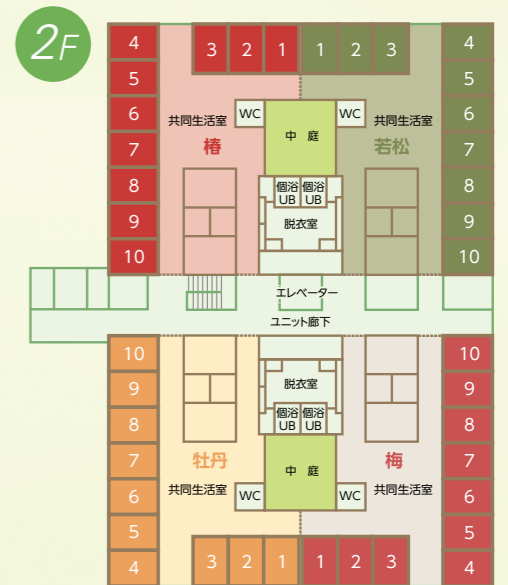 2F
4
3 2 1 1 2 3
4
5
5
6
WC
WC
6
共同生活室
共同生活室
中 庭
7
椿
若松
7
8
個浴 個浴
UB UB
8
9
脱衣室
9
10
10
エレベーター
ユニット廊下
10
10
9
脱衣室
9
8
個浴 個浴
UB UB
8
7
牡丹
梅
7
中 庭
共同生活室
共同生活室
6
WC
WC
6
5
5
4
3 2 1 1 2 3
4